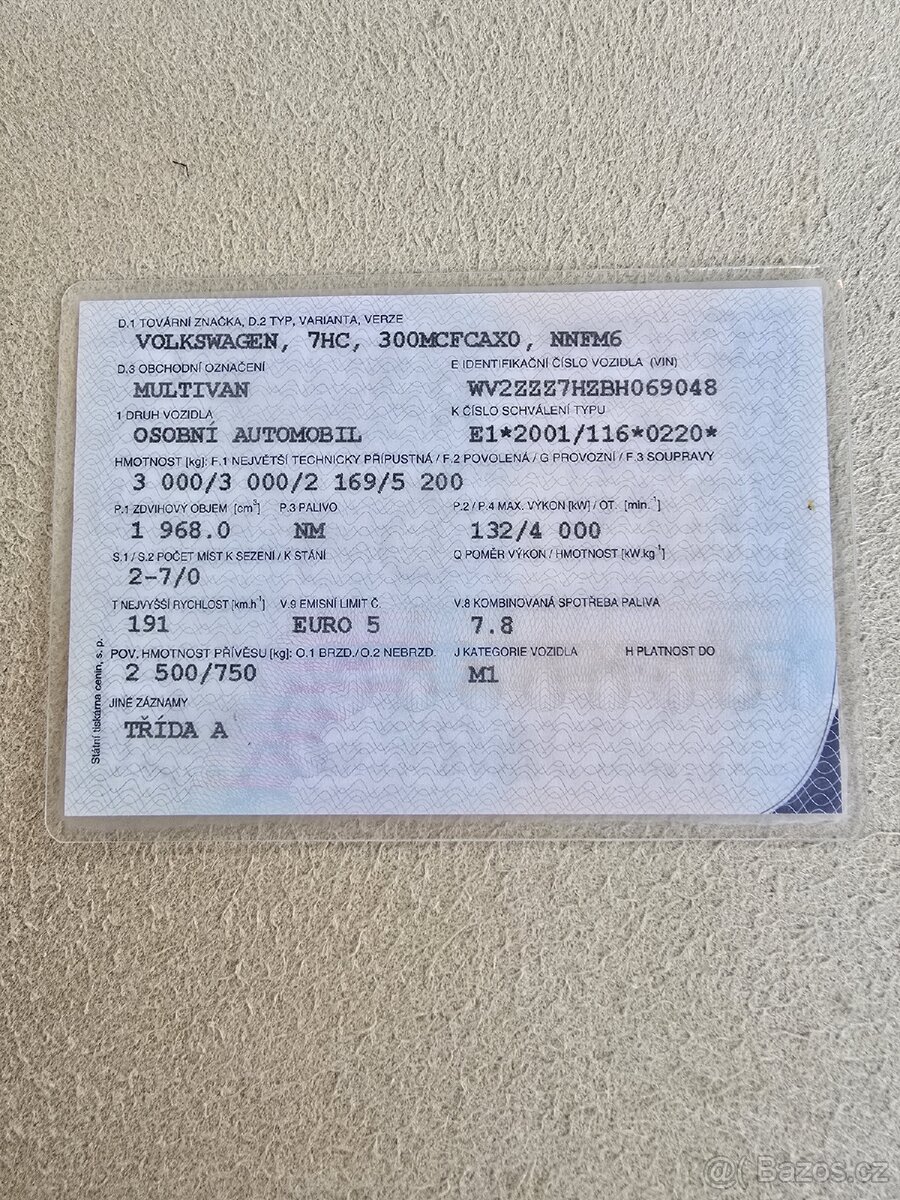 D.1 TOVÁRNÍ ZNAČKA, D.2 TYP, VARIANTA, VERZE
VOLKSWAGEN, 7HC, 300MCFCAX0, NNFM6
D.3 OBCHODNÍ OZNAČENÍ E IDENTIFIKAČNÍ ČÍSLO VOZIDLA (VIN)
MULTIVAN WV2ZZZ7HZBH069048
1 DRUH VOZIDLA K ČÍSLO SCHVÁLENÍ TYPU
OSOBNÍ AUTOMOBIL E1*2001/116*0220*
HMOTNOST [kg]: F.1 NEJVĚTŠÍ TECHNICKY PŘÍPUSTNÁ / F.2 POVOLENÁ / G PROVOZNÍ / F.3 SOUPRAVY
3 000/3 000/2 169/5 200
P.1 ZDVIHOVÝ OBJEM [cm³] P.3 PALIVO P.2 / P.4 MAX. VÝKON [kW] / OT. [min.⁻¹]
1 968.0 NM 132/4 000
S.1 / S.2 POČET MÍST K SEZENÍ / K STÁNÍ Q POMĚR VÝKON / HMOTNOST [kW.kg⁻¹]
2-7/0
T NEJVYŠŠÍ RYCHLOST [km.h⁻¹] V.9 EMISNÍ LIMIT Č. V.8 KOMBINOVANÁ SPOTŘEBA PALIVA
191 EURO 5 7.8
POV. HMOTNOST PŘÍVĚSU [kg]: O.1 BRZD./O.2 NEBRZD. J KATEGORIE VOZIDLA H PLATNOST DO
2 500/750 M1
JINÉ ZÁZNAMY
TŘÍDA A
Státní tiskárna cenin, s. p.
@( Bazos.cz